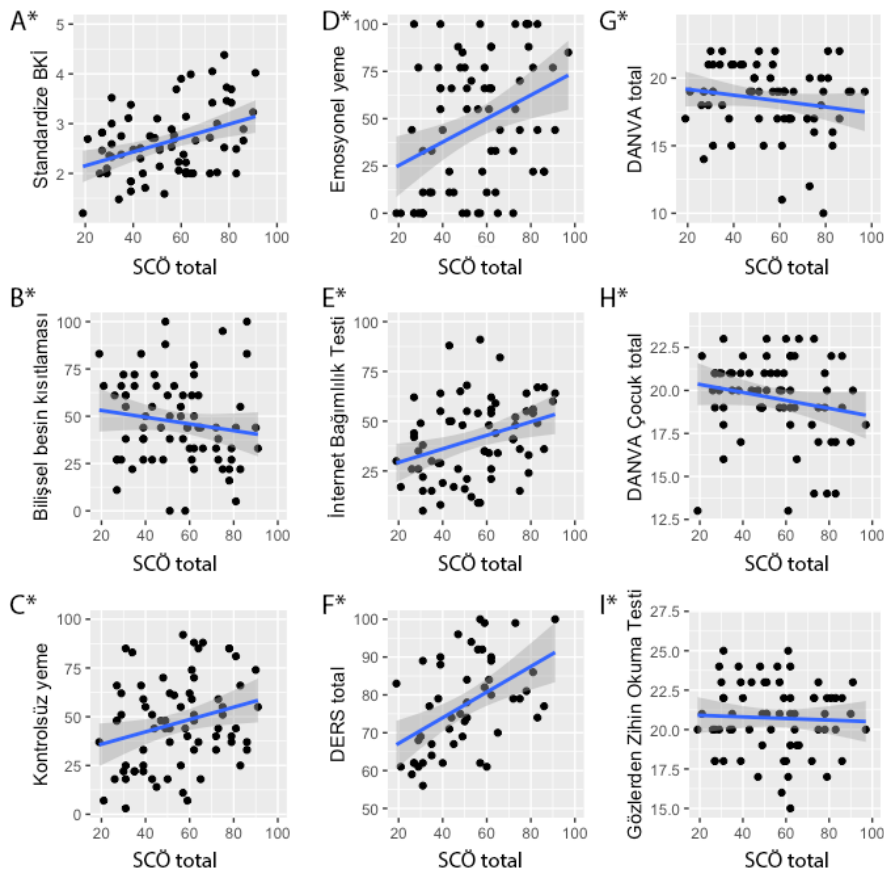 A*
Standardize BKİ
5
4
3
2
20 40 60 80 100
SCÖ total
D*
Emosyonel yeme
100
75
50
25
0
20 40 60 80 100
SCÖ total
G*
DANVA total
19
16
13
10
20 40 60 80 100
SCÖ total
B*
Bilişsel besin kısıtlaması
100
75
50
25
0
20 40 60 80 100
SCÖ total
E*
İnternet Bağımlılık Testi
100
75
50
25
20 40 60 80 100
SCÖ total
H*
DANVA Çocuk total
22.5
20.0
17.5
15.0
12.5
20 40 60 80 100
SCÖ total
C*
Kontrolsüz yeme
100
75
50
25
0
20 40 60 80 100
SCÖ total
F*
DERS total
100
90
80
70
60
50
20 40 60 80 100
SCÖ total
I*
Gözlerden Zihin Okuma Testi
27.5
25.0
22.5
20.0
17.5
15.0
20 40 60 80 100
SCÖ total